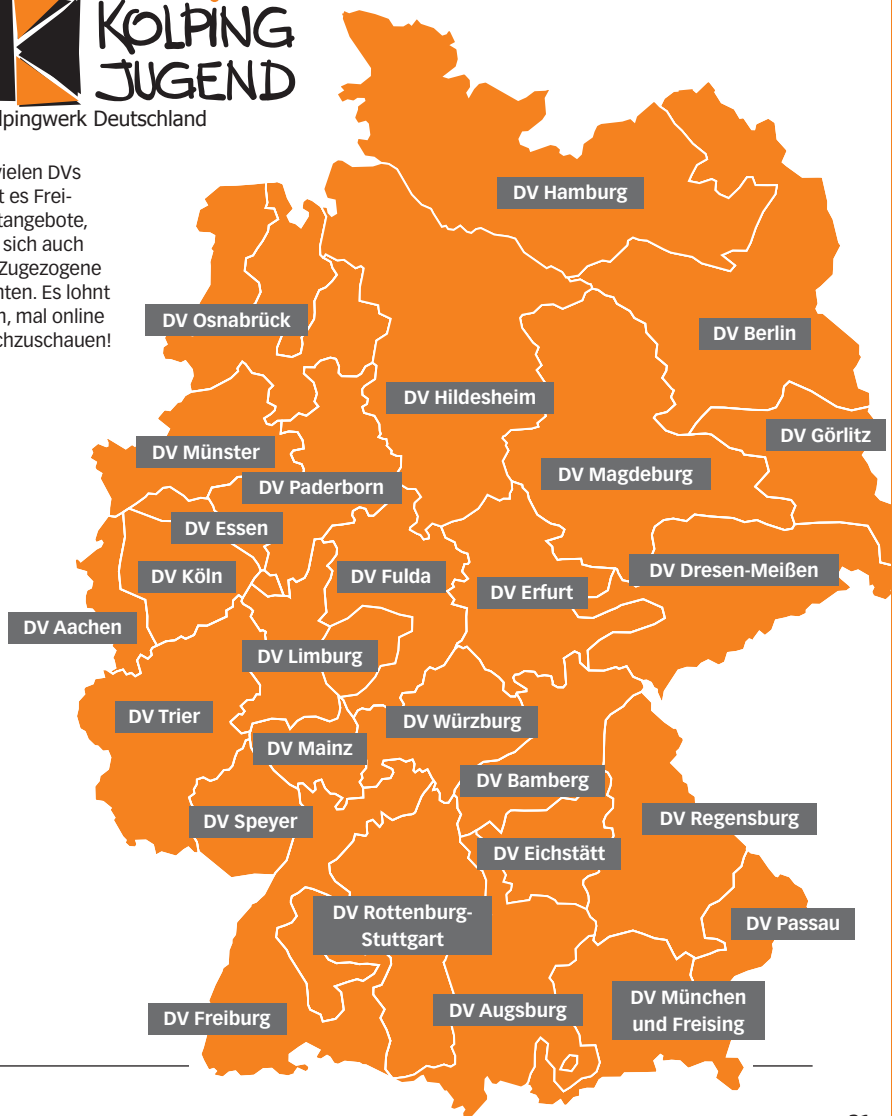 KOLPING
JUGEND
lpingwerk Deutschland
vielen DVs
t es Frei-
tangebote,
sich auch
Zugezogene
nten. Es lohnt
n, mal online
chzuschauen!
DV Hamburg
DV Osnabrück
DV Berlin
DV Hildesheim
DV Görlitz
DV Münster
DV Magdeburg
DV Paderborn
DV Essen
DV Köln
DV Fulda
DV Dresen-Meißen
DV Erfurt
DV Aachen
DV Limburg
DV Trier
DV Würzburg
DV Mainz
DV Bamberg
DV Speyer
DV Regensburg
DV Eichstätt
DV Rottenburg-
Stuttgart
DV Passau
DV München
und Freising
DV Augsburg
DV Freiburg